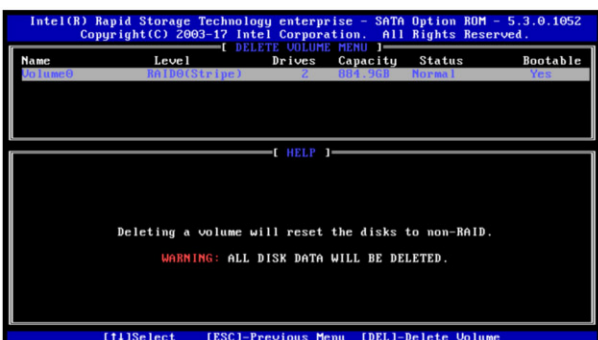 Intel(R) Rapid Storage Technology enterprise - SATA Option ROM - 5.3.0.1052
Copyright(C) 2003-17 Intel Corporation. All Rights Reserved.
[ DELETE VOLUME MENU ]
Name Level Drives Capacity Status Bootable
Volume0 RAID0(Stripe) 2 884.9GB Normal Yes
[ HELP ]
Deleting a volume will reset the disks to non-RAID.
WARNING: ALL DISK DATA WILL BE DELETED.
[↑↓]Select [ESC]-Previous Menu [DEL]-Delete Volume